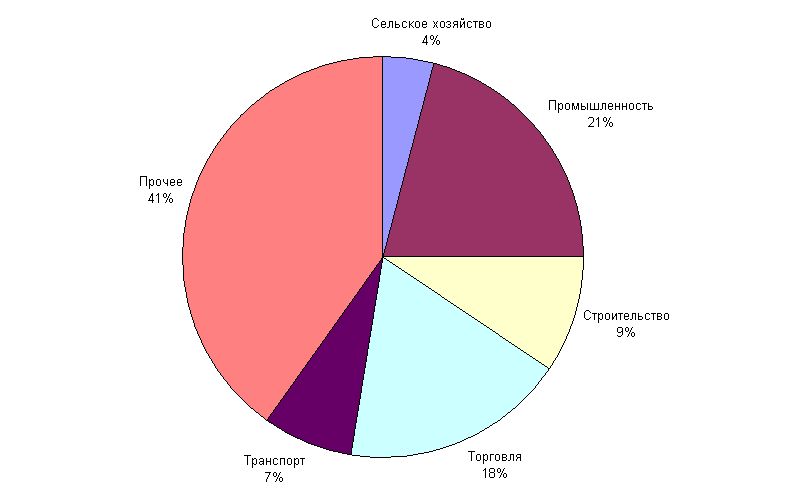 Сельское хозяйство
4%
Промышленность
21%
Строительство
9%
Торговля
18%
Транспорт
7%
Прочее
41%